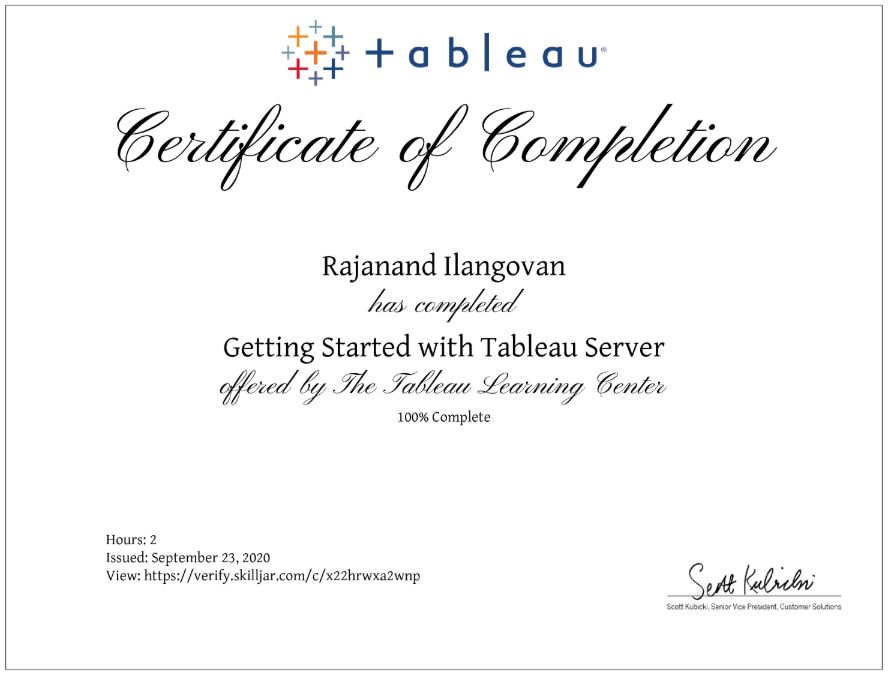 +ableau®
Certificate of Completion
Rajanand Ilangovan
has completed
Getting Started with Tableau Server
offered by The Tableau Learning Center
100% Complete
Hours: 2
Issued: September 23, 2020
View: https://verify.skilljar.com/c/x22hrwxa2wnp
Scott Kubicki
Scott Kubicki, Senior Vice President, Customer Solutions